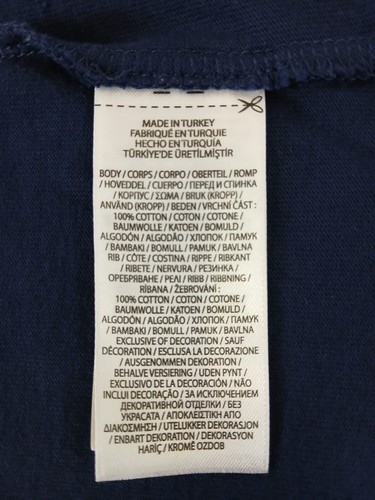 MADE IN TURKEY
FABRIQUÉ EN TURQUIE
HECHO EN TURQUÍA
TÜRKİYE'DE ÜRETİLMİŞTİR
BODY / CORPS / CORPO / OBERTEIL / ROMP
/ HOVEDDEL / CUERPO / ПЕРЕД И СПИНКА
/ КОРПУС / ΣΩΜΑ / BRUK (KROPP) /
ANVÄND (KROPP) / BEDEN / VRCHNÍ ČÁST :
100% COTTON / COTON / COTONE /
BAUMWOLLE / KATOEN / BOMULD /
ALGODÓN / ALGODÃO / ХЛОПОК / ПАМУК
/ BAMBAKI / BOMULL / PAMUK / BAVLNA
RIB / CÔTE / COSTINA / RIPPE / RIBKANT
/ RIBETE / NERVURA / РЕЗИНКА /
ОРЕБРЯВАНЕ / ΡΕΛΙ / RIBB / RIBBNING /
RİBANA / ŽEBROVÁNÍ :
100% COTTON / COTON / COTONE /
BAUMWOLLE / KATOEN / BOMULD /
ALGODÓN / ALGODÃO / ХЛОПОК / ПАМУК
/ BAMBAKI / BOMULL / PAMUK / BAVLNA
EXCLUSIVE OF DECORATION / SAUF
DÉCORATION / ESCLUSA LA DECORAZIONE
/ AUSGENOMMEN DEKORATION /
BEHALVE VERSIERING / UDEN PYNT /
EXCLUSIVO DE LA DECORACIÓN / NÃO
INCLUI DECORAÇÃO / ЗА ИСКЛЮЧЕНИЕМ
ДЕКОРАТИВНОЙ ОТДЕЛКИ / БЕЗ
УКРАСАТА / ΑΠΟΚΛΕΙΣΤΙΚΗ ΑΠΟ
ΔΙΑΚΟΣΜΗΣΗ / UTELUKKER DEKORASJON
/ ENBART DEKORATION / DEKORASYON
HARİÇ / KROMĚ OZDOB